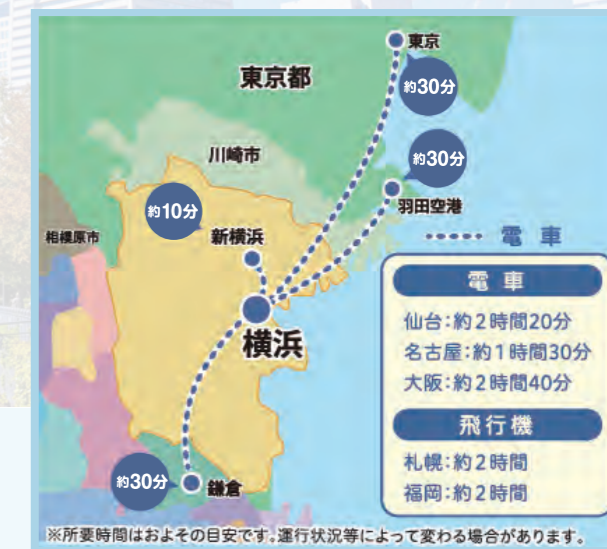 東京
東京都
約30分
川崎市
約30分
羽田空港
約10分
新横浜
相模原市
電車
横浜
電車
仙台：約2時間20分
名古屋：約1時間30分
大阪：約2時間40分
飛行機
札幌：約2時間
福岡：約2時間
約30分
鎌倉
※所要時間はおよその目安です。運行状況等によって変わる場合があります。